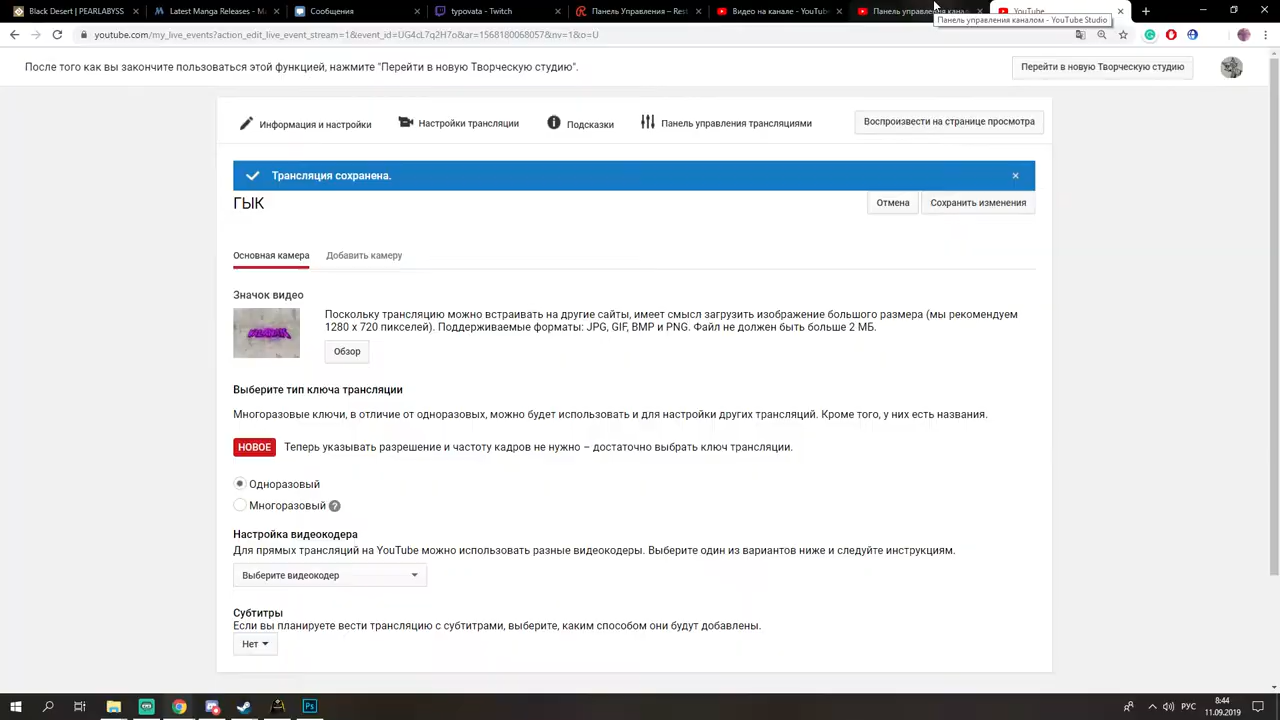 Black Desert | PEARLABYSS
Latest Manga Releases - M
Сообщения
typovata - Twitch
Панель Управления – Rest
Видео на канале - YouTube
Панель управления каналом
YouTube
Панель управления каналом - YouTube Studio
youtube.com/my_live_events?action_edit_live_event_stream=1&event_id=UG4cL7q2H7o&ar=1568180068057&nv=1&o=U
После того как вы закончите пользоваться этой функцией, нажмите "Перейти в новую Творческую студию".
Перейти в новую Творческую студию
Информация и настройки
Настройки трансляции
Подсказки
Панель управления трансляциями
Воспроизвести на странице просмотра
Трансляция сохранена.
ГЫК
Отмена
Сохранить изменения
Основная камера
Добавить камеру
Значок видео
Поскольку трансляцию можно встраивать на другие сайты, имеет смысл загрузить изображение большого размера (мы рекомендуем
1280 x 720 пикселей). Поддерживаемые форматы: JPG, GIF, BMP и PNG. Файл не должен быть больше 2 МБ.
Обзор
Выберите тип ключа трансляции
Многоразовые ключи, в отличие от одноразовых, можно будет использовать и для настройки других трансляций. Кроме того, у них есть названия.
НОВОЕ
Теперь указывать разрешение и частоту кадров не нужно – достаточно выбрать ключ трансляции.
Одноразовый
Многоразовый
Настройка видеокодера
Для прямых трансляций на YouTube можно использовать разные видеокодеры. Выберите один из вариантов ниже и следуйте инструкциям.
Выберите видеокодер
Субтитры
Если вы планируете вести трансляцию с субтитрами, выберите, каким способом они будут добавлены.
Нет
Ps
РУС
8:44
11.09.2019